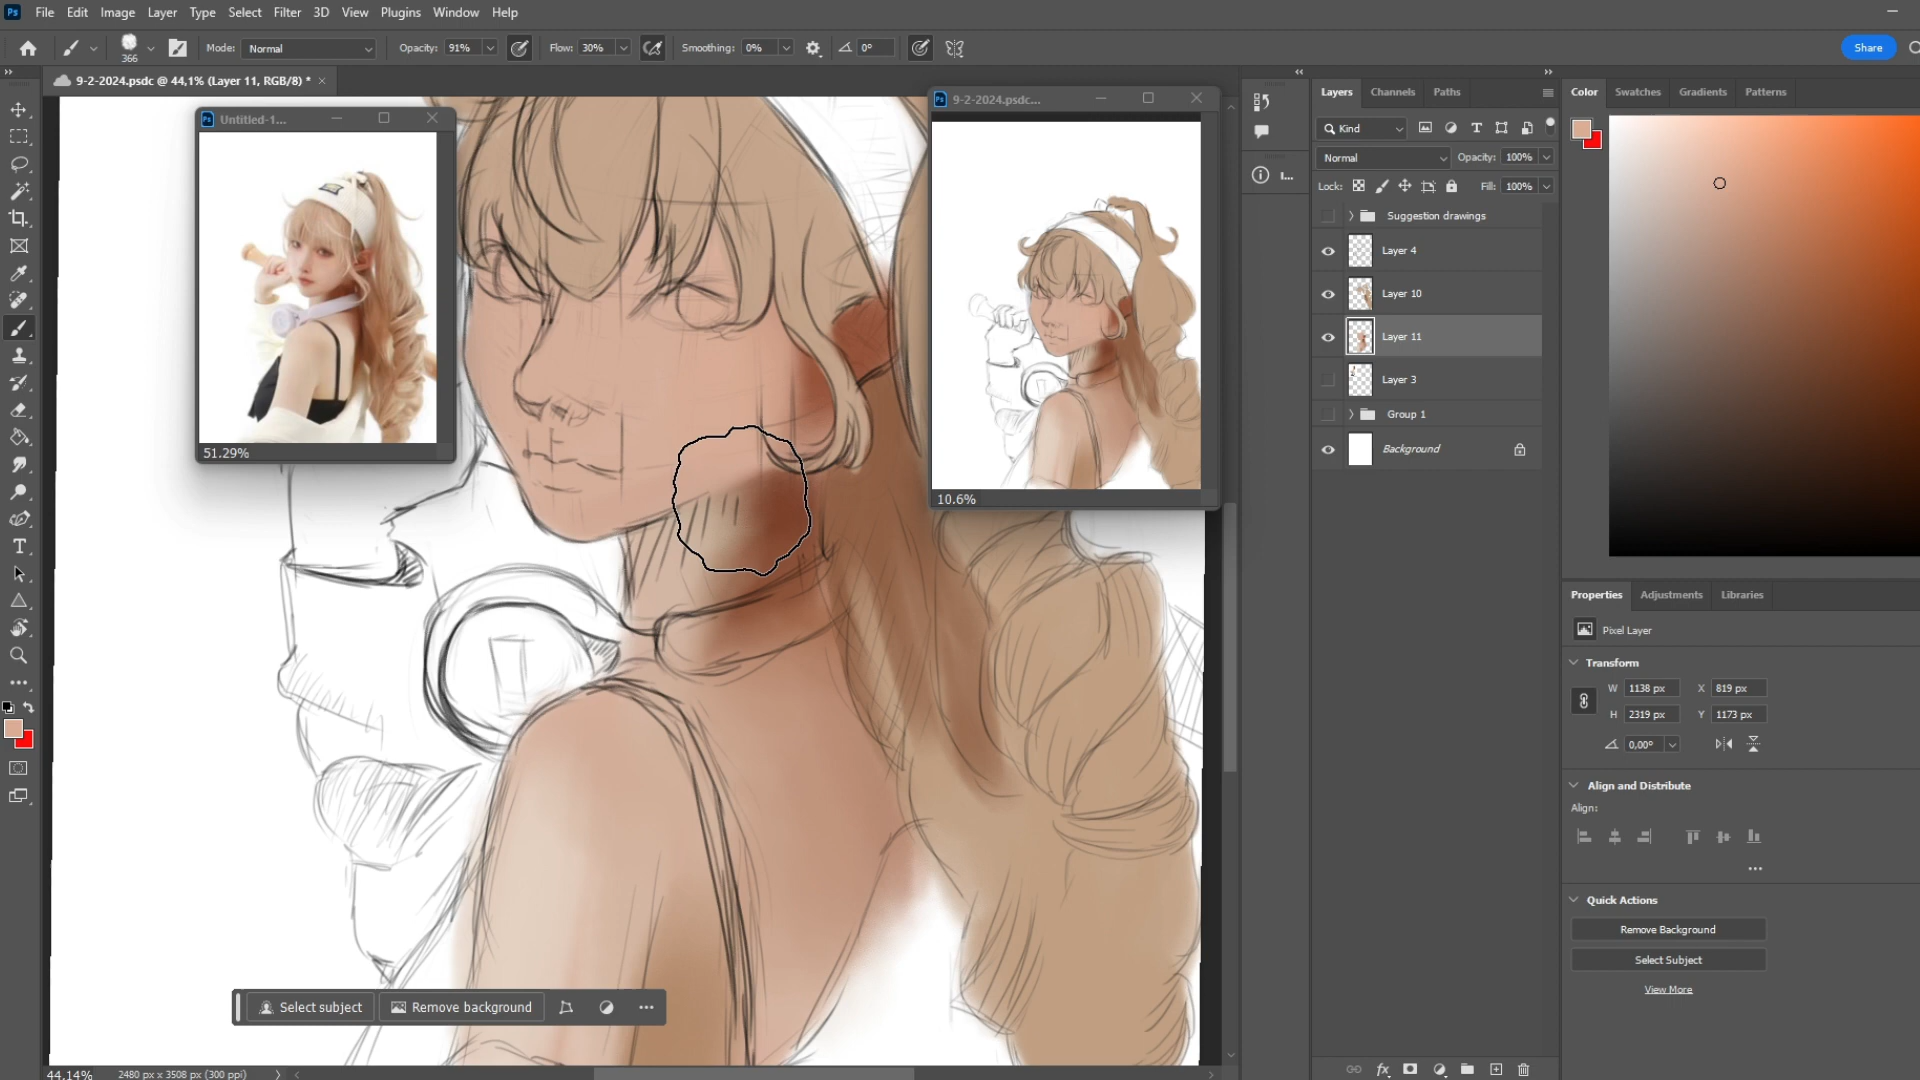 Ps File Edit Image Layer Type Select Filter 3D View Plugins Window Help
366 Mode: Normal Opacity: 91% Flow: 30% Smoothing: 0% 0° Share
9-2-2024.psdc @ 44,1% (Layer 11, RGB/8) * ×
Untitled-1...
51.29%
9-2-2024.psdc...
10.6%
Select subject Remove background
44.14% 2480 px x 3508 px (300 ppi)
I...
Layers Channels Paths
Kind
Normal Opacity: 100%
Lock: Fill: 100%
Suggestion drawings
Layer 4
Layer 10
Layer 11
Layer 3
Group 1
Background
fx
Color Swatches Gradients Patterns
Properties Adjustments Libraries
Pixel Layer
Transform
W 1138 px X 819 px
H 2319 px Y 1173 px
0,00°
Align and Distribute
Align:
Quick Actions
Remove Background
Select Subject
View More